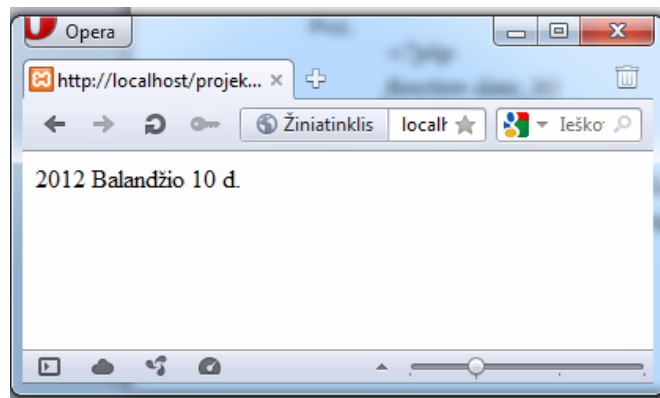 Opera
http://localhost/projek...
Žiniatinklis localh Ieško
2012 Balandžio 10 d.